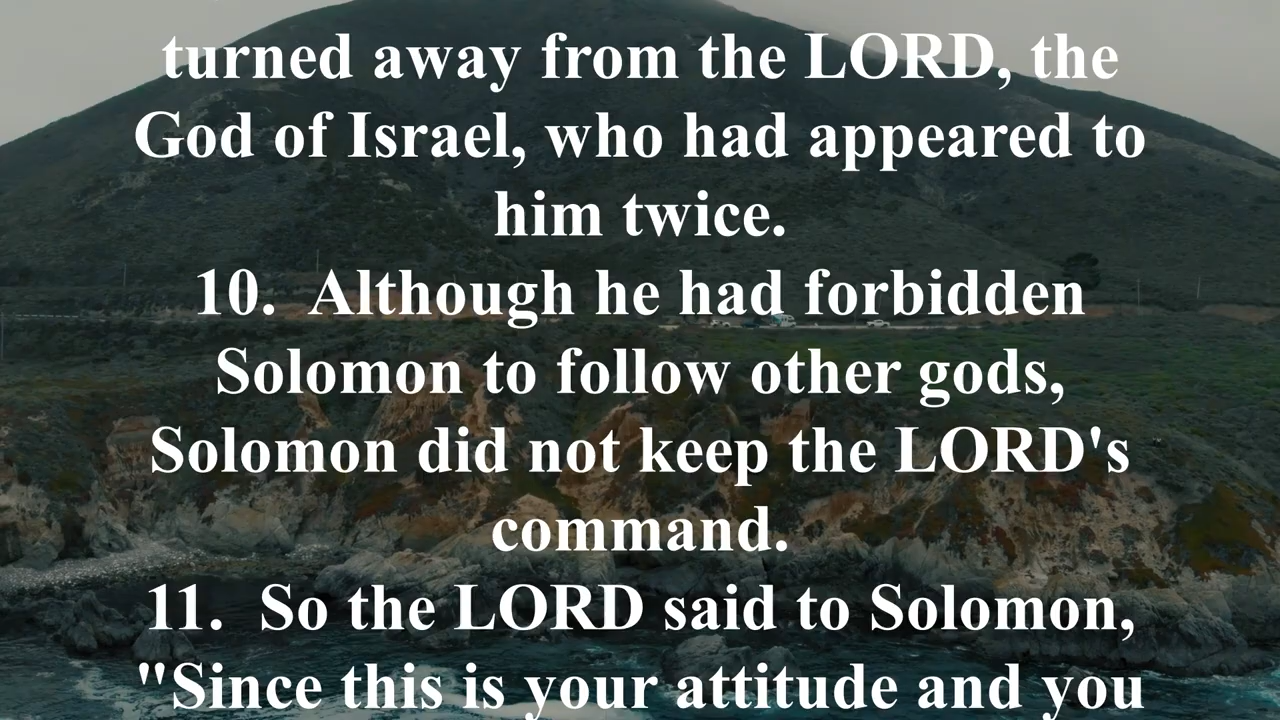 turned away from the LORD, the
God of Israel, who had appeared to
him twice.
10.  Although he had forbidden
Solomon to follow other gods,
Solomon did not keep the LORD's
command.
11.  So the LORD said to Solomon,
"Since this is your attitude and you